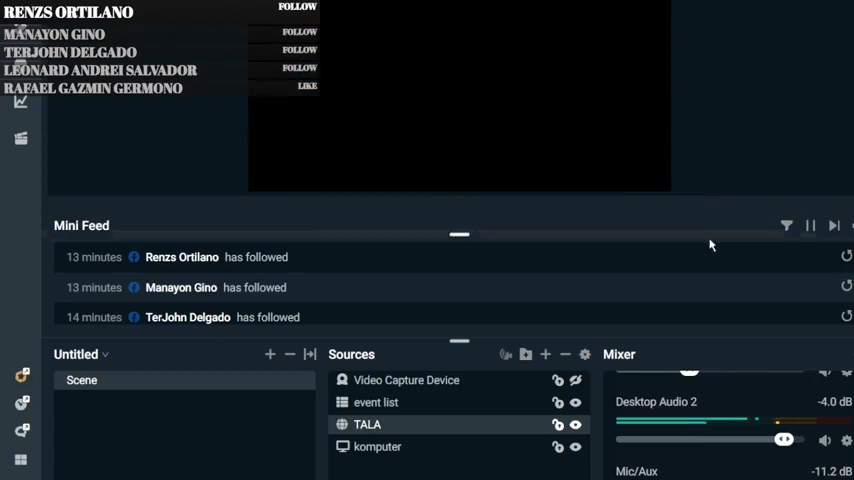 RENZS ORTILANO FOLLOW
MANAYON GINO FOLLOW
TERJOHN DELGADO FOLLOW
LEONARD ANDREI SALVADOR FOLLOW
RAFAEL GAZMIN GERMONO LIKE
Mini Feed
13 minutes Renzs Ortilano has followed
13 minutes Manayon Gino has followed
14 minutes TerJohn Delgado has followed
Untitled
Sources
Mixer
Scene
Video Capture Device
event list
TALA
komputer
Desktop Audio 2 -4.0 dB
Mic/Aux -11.2 dB